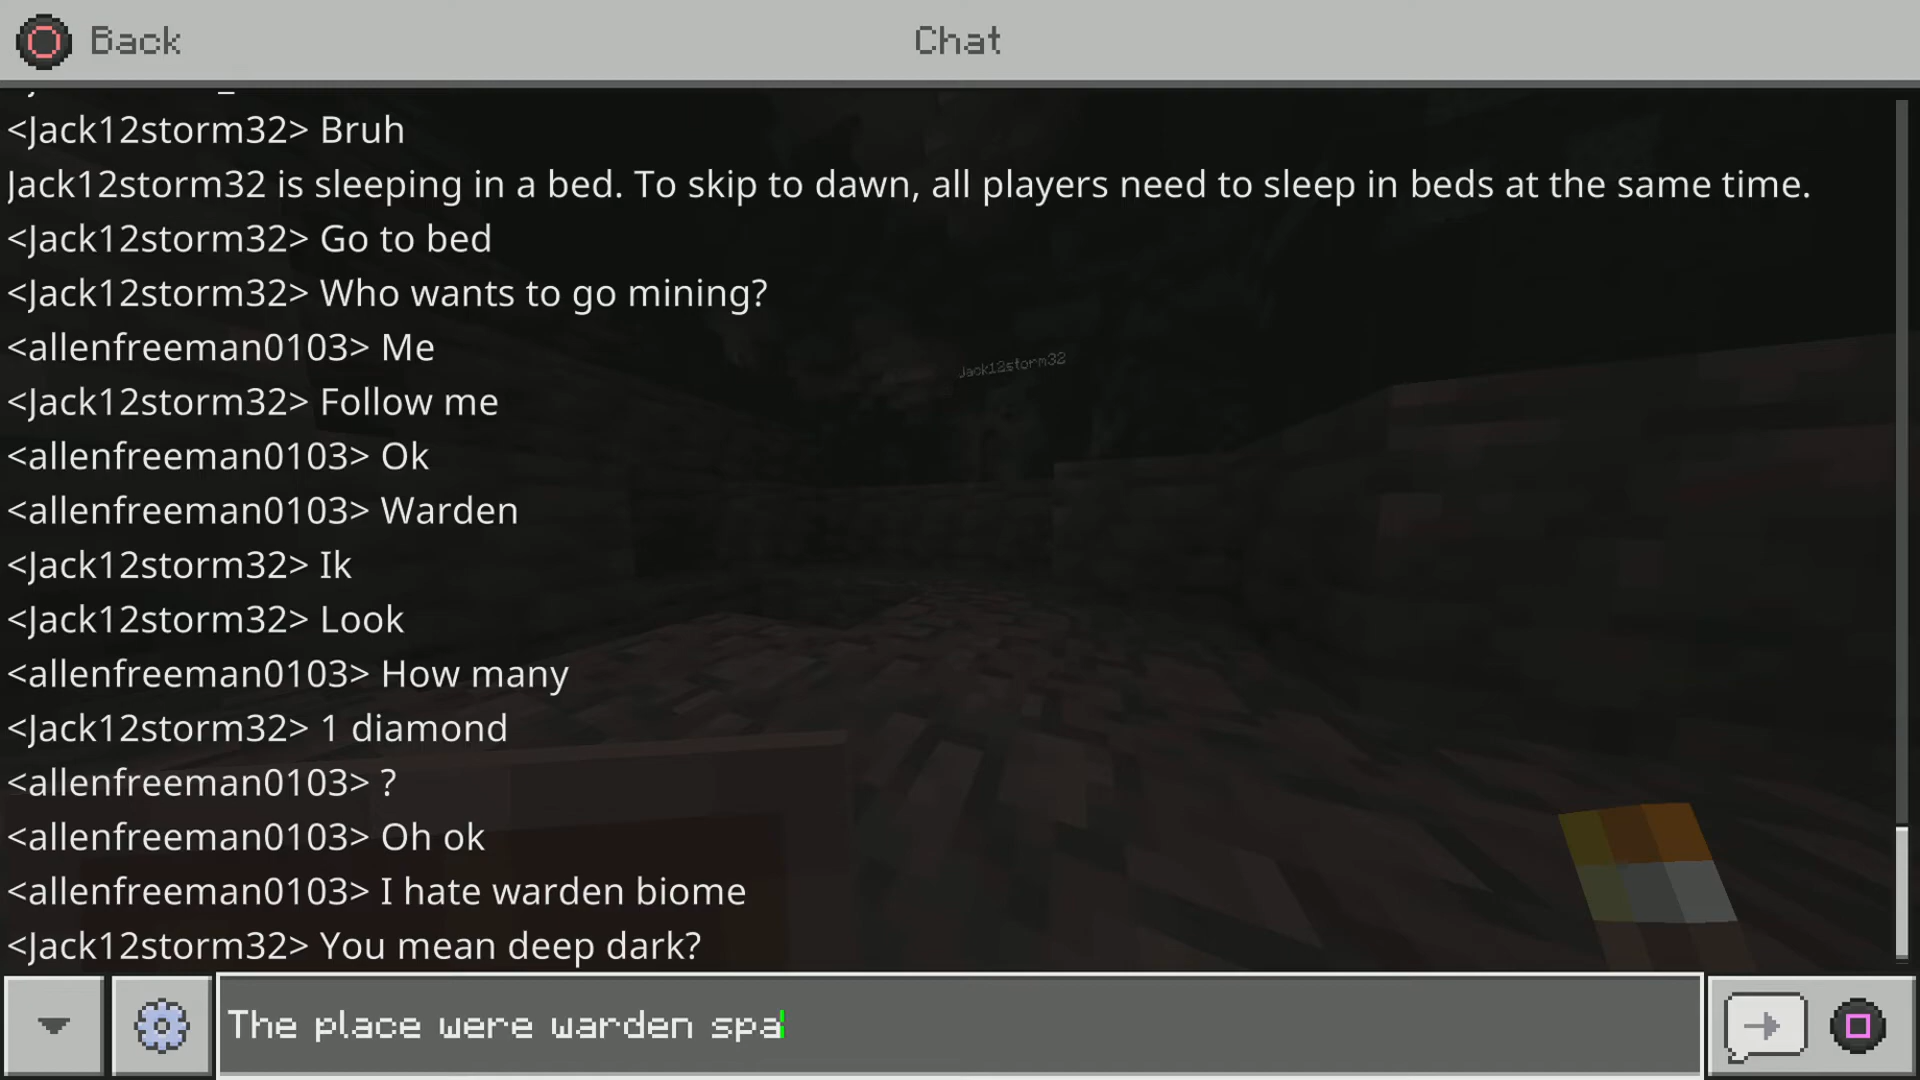 Back
Chat
<Jack12storm32> Bruh
Jack12storm32 is sleeping in a bed. To skip to dawn, all players need to sleep in beds at the same time.
<Jack12storm32> Go to bed
<Jack12storm32> Who wants to go mining?
<allenfreeman0103> Me
<Jack12storm32> Follow me
<allenfreeman0103> Ok
<allenfreeman0103> Warden
<Jack12storm32> Ik
<Jack12storm32> Look
<allenfreeman0103> How many
<Jack12storm32> 1 diamond
<allenfreeman0103> ?
<allenfreeman0103> Oh ok
<allenfreeman0103> I hate warden biome
<Jack12storm32> You mean deep dark?
Jack12storm32
The place were warden spa